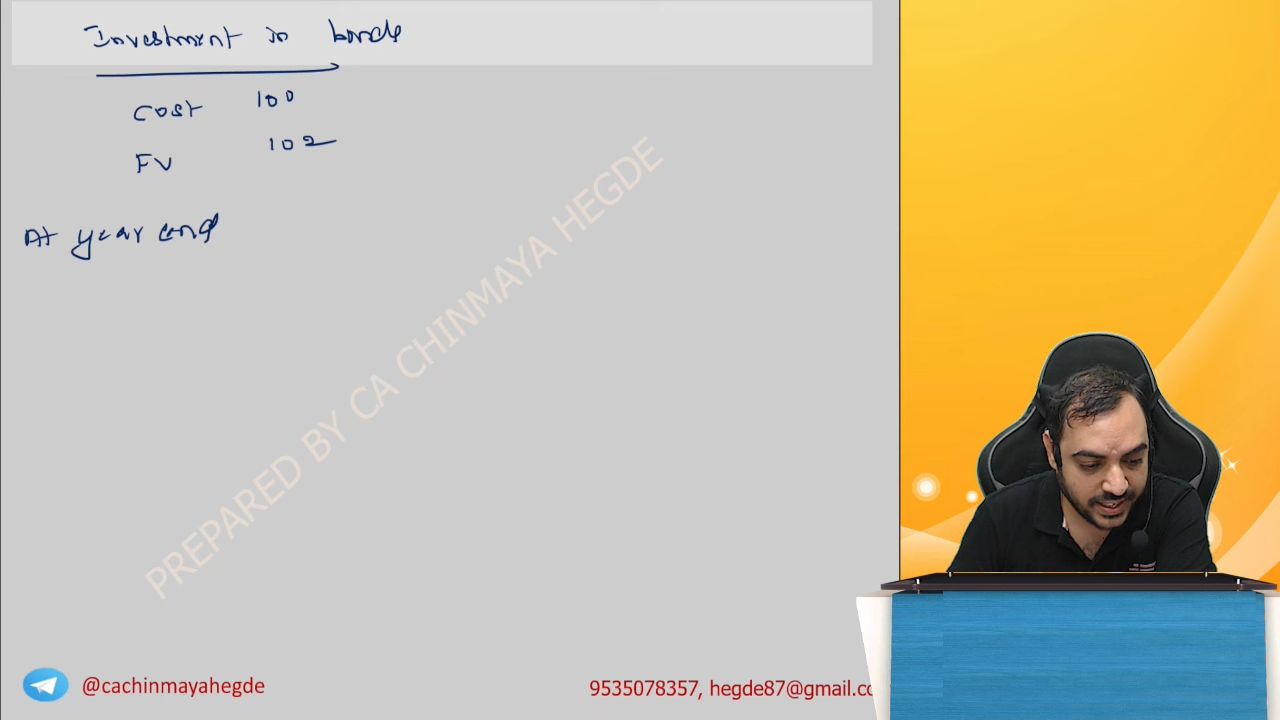 Investment in bonds
Cost 100
FV 102
At year end
PREPARED BY CA CHINMAYA HEGDE
@cachinmayahegde
9535078357, hegde87@gmail.co